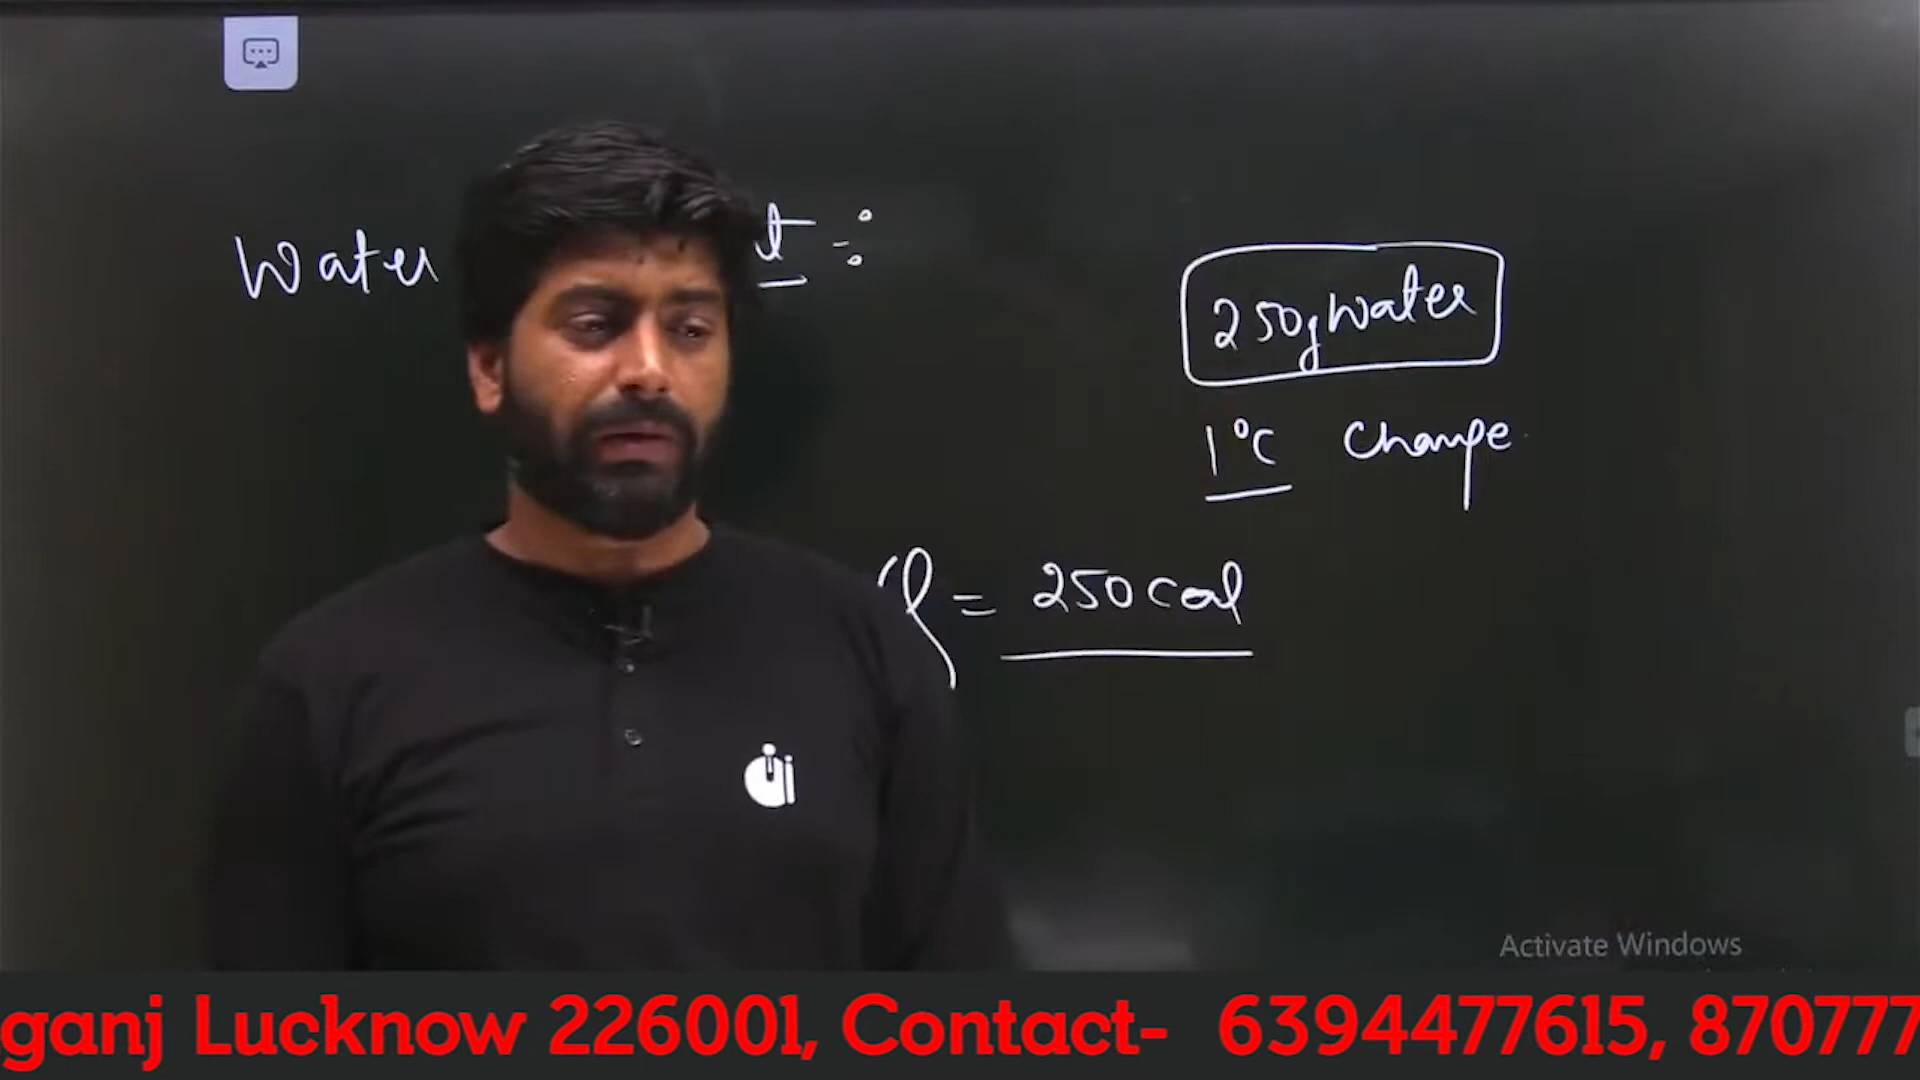 Water t :
250g water
1°C Change
Q = 250 cal
Activate Windows
ganj Lucknow 226001, Contact- 6394477615, 870777